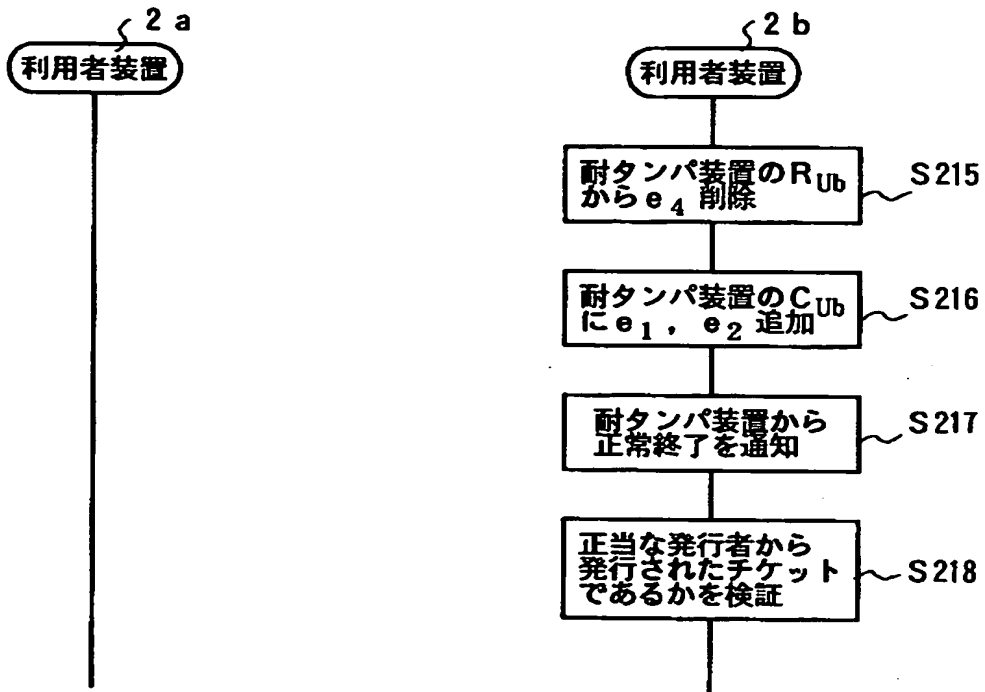 2a
利用者装置
2b
利用者装置
耐タンパ装置のR_Ub
からe_4 削除
S215
耐タンパ装置のC_Ub
にe_1, e_2 追加
S216
耐タンパ装置から
正常終了を通知
S217
正当な発行者から
発行されたチケット
であるかを検証
S218